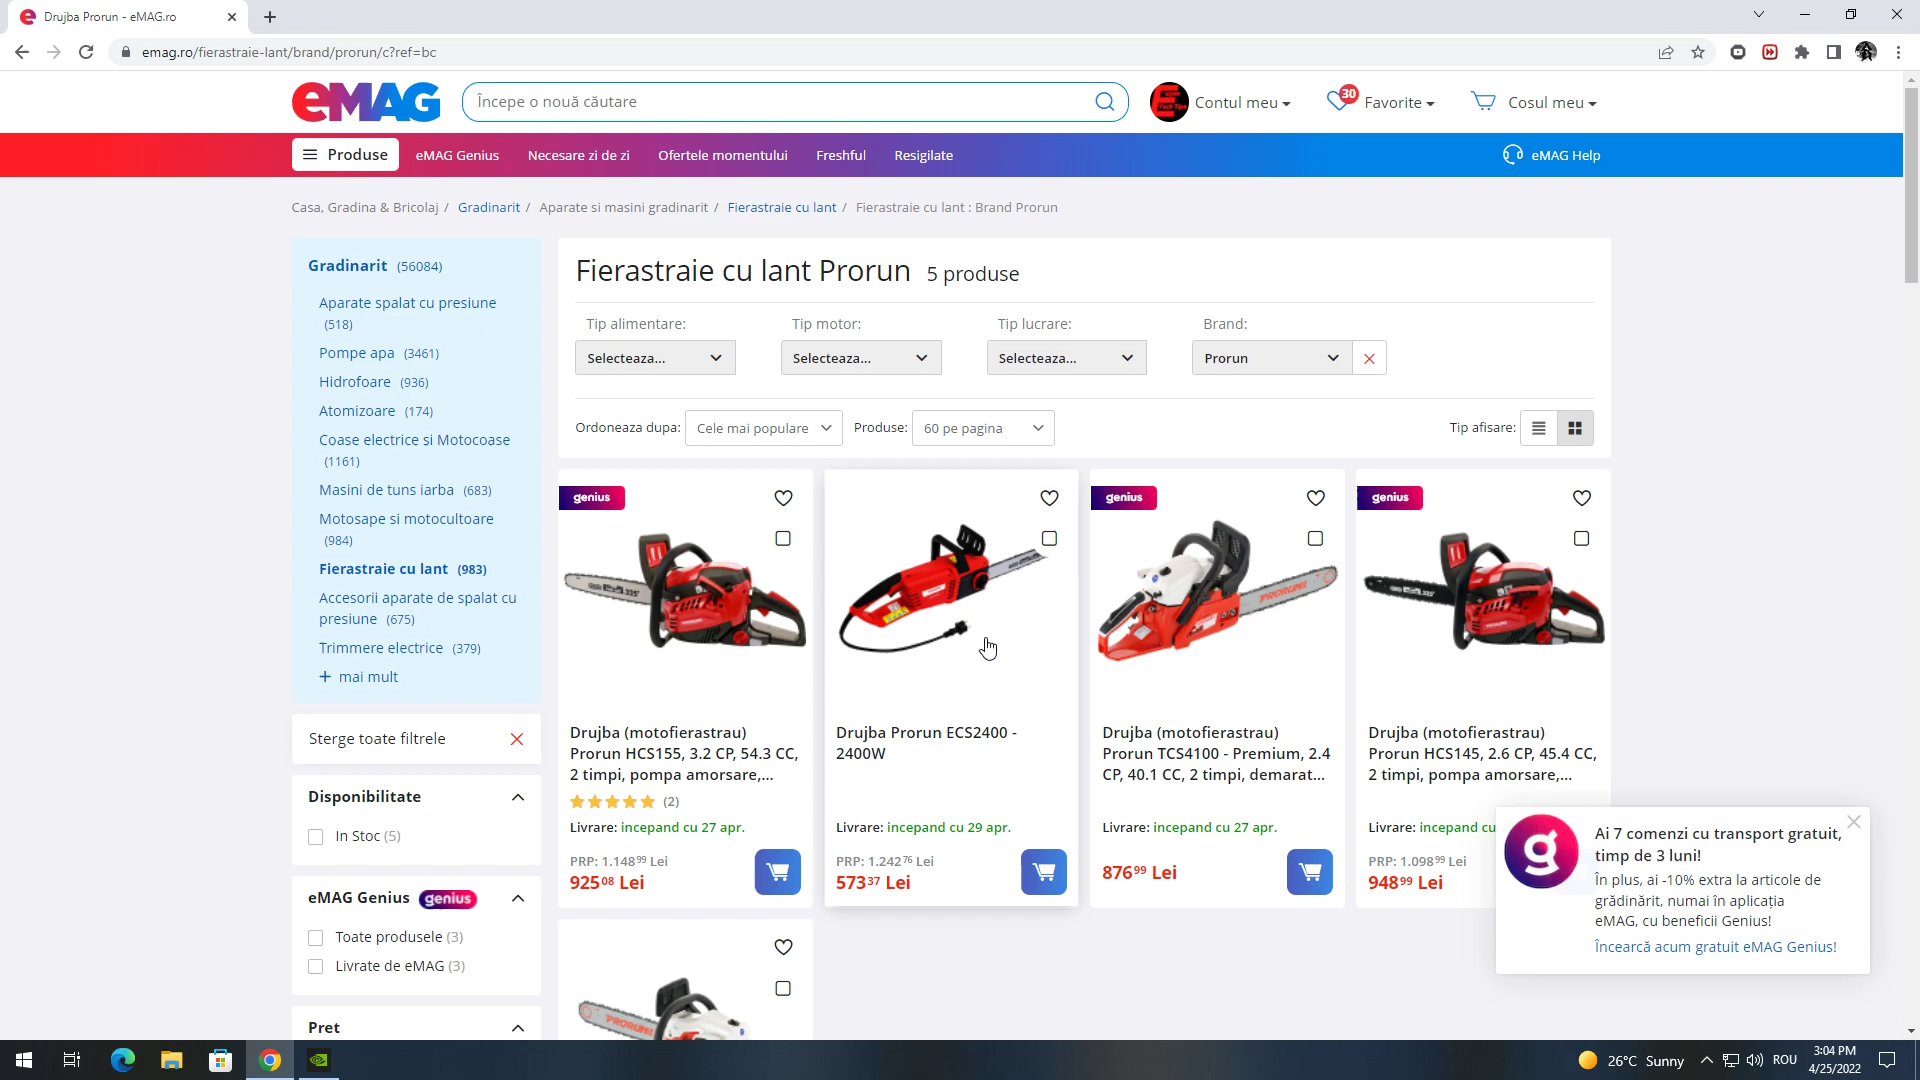 Drujba Prorun - eMAG.ro
emag.ro/fierastraie-lant/brand/prorun/c?ref=bc
eMAG
Începe o nouă căutare
Contul meu
30
Favorite
Cosul meu
Produse
eMAG Genius
Necesare zi de zi
Ofertele momentului
Freshful
Resigilate
eMAG Help
Casa, Gradina & Bricolaj / Gradinarit / Aparate si masini gradinarit / Fierastraie cu lant / Fierastraie cu lant : Brand Prorun
Gradinarit (56084)
Aparate spalat cu presiune
(518)
Pompe apa (3461)
Hidrofoare (936)
Atomizoare (174)
Coase electrice si Motocoase
(1161)
Masini de tuns iarba (683)
Motosape si motocultoare
(984)
Fierastraie cu lant (983)
Accesorii aparate de spalat cu
presiune (675)
Trimmere electrice (379)
+ mai mult
Sterge toate filtrele
Disponibilitate
In Stoc (5)
eMAG Genius genius
Toate produsele (3)
Livrate de eMAG (3)
Pret
Fierastraie cu lant Prorun 5 produse
Tip alimentare: Tip motor: Tip lucrare: Brand:
Selecteaza... Selecteaza... Selecteaza... Prorun
Ordoneaza dupa: Cele mai populare Produse: 60 pe pagina Tip afisare:
genius
Drujba (motofierastrau)
Prorun HCS155, 3.2 CP, 54.3 CC,
2 timpi, pompa amorsare,...
(2)
Livrare: incepand cu 27 apr.
PRP: 1.148⁹⁹ Lei
925⁰⁸ Lei
Drujba Prorun ECS2400 -
2400W
Livrare: incepand cu 29 apr.
PRP: 1.242⁷⁶ Lei
573³⁷ Lei
genius
PRORUN
Drujba (motofierastrau)
Prorun TCS4100 - Premium, 2.4
CP, 40.1 CC, 2 timpi, demarat...
Livrare: incepand cu 27 apr.
876⁹⁹ Lei
genius
Drujba (motofierastrau)
Prorun HCS145, 2.6 CP, 45.4 CC,
2 timpi, pompa amorsare,...
Livrare: incepand cu
PRP: 1.098⁹⁹ Lei
948⁹⁹ Lei
PRORUN
g
Ai 7 comenzi cu transport gratuit,
timp de 3 luni!
În plus, ai -10% extra la articole de
grădinărit, numai în aplicația
eMAG, cu beneficii Genius!
Încearcă acum gratuit eMAG Genius!
26°C Sunny
ROU
3:04 PM
4/25/2022